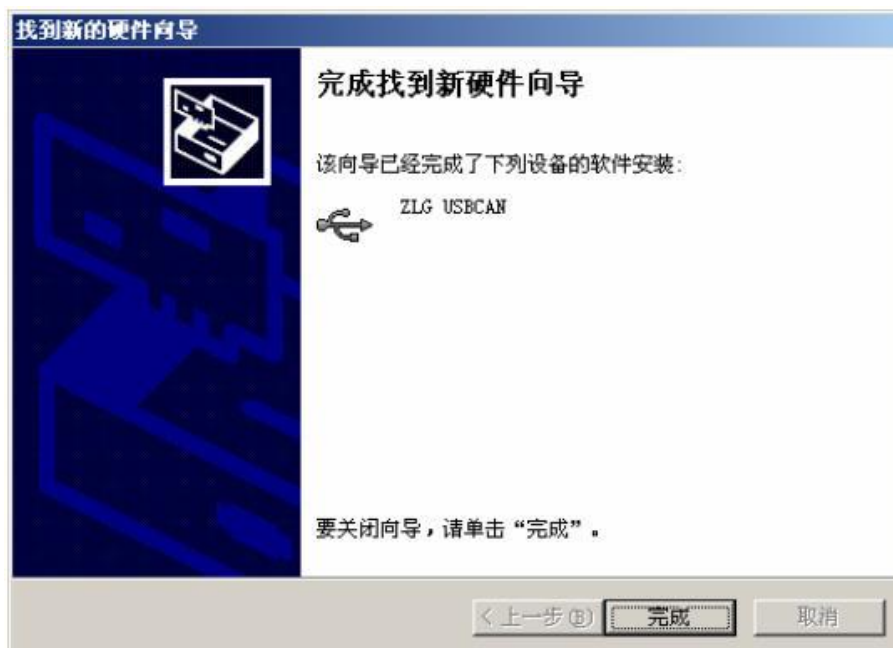 找到新的硬件向导
完成找到新硬件向导
该向导已经完成了下列设备的软件安装:
ZLG USBCAN
要关闭向导，请单击“完成”。
< 上一步(B)
完成
取消